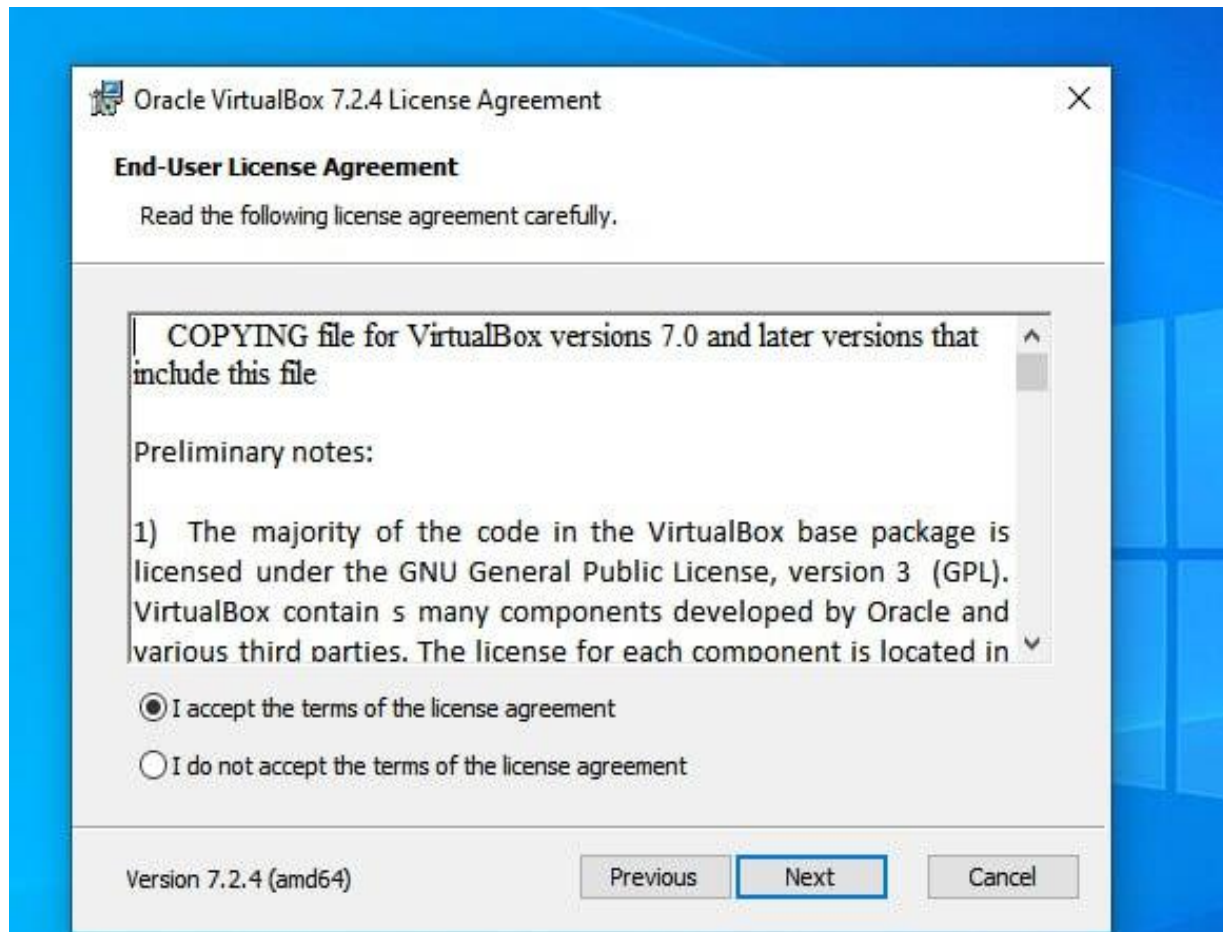 Oracle VirtualBox 7.2.4 License Agreement
End-User License Agreement
Read the following license agreement carefully.
COPYING file for VirtualBox versions 7.0 and later versions that
include this file
Preliminary notes:
1) The majority of the code in the VirtualBox base package is
licensed under the GNU General Public License, version 3 (GPL).
VirtualBox contain s many components developed by Oracle and
various third parties. The license for each component is located in
I accept the terms of the license agreement
I do not accept the terms of the license agreement
Version 7.2.4 (amd64)
Previous
Next
Cancel